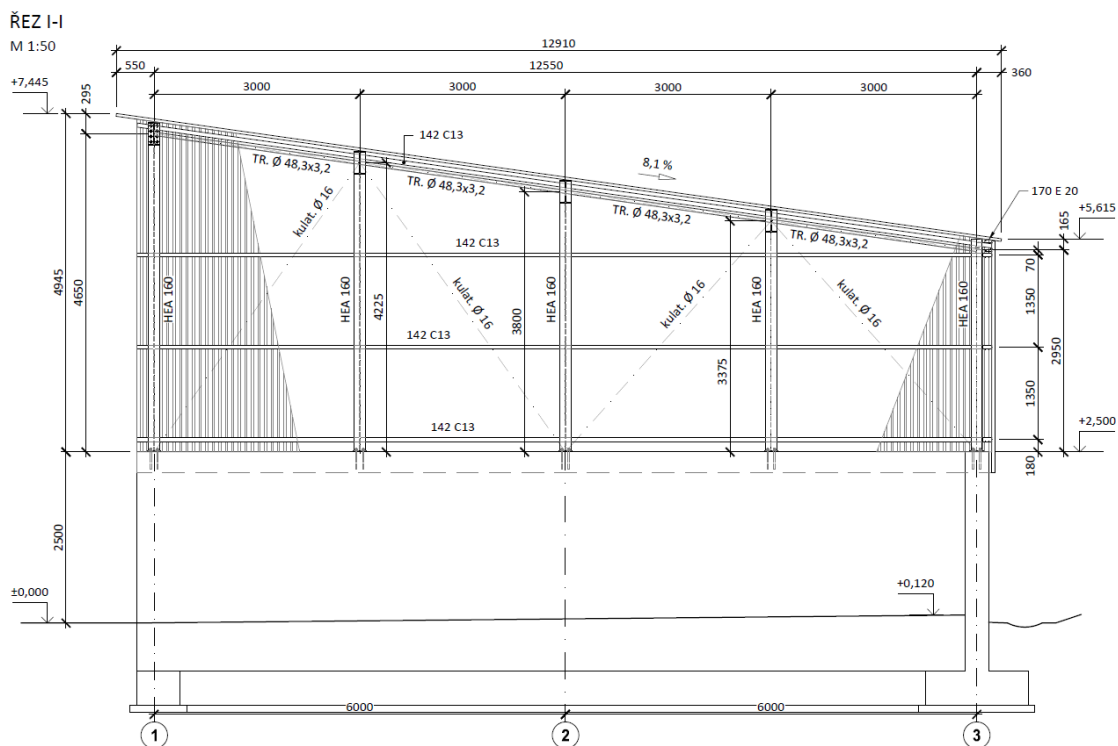 ŘEZ I-I
M 1:50
12910
550
12550
360
+7,445
295
3000
3000
3000
3000
142 C13
8,1 %
TR. Ø 48,3x3,2
TR. Ø 48,3x3,2
TR. Ø 48,3x3,2
TR. Ø 48,3x3,2
170 E 20
+5,615
165
kulat. Ø 16
kulat. Ø 16
kulat. Ø 16
kulat. Ø 16
142 C13
70
4945
4650
HEA 160
HEA 160
4225
3800
HEA 160
HEA 160
HEA 160
1350
2950
142 C13
3375
1350
142 C13
+2,500
180
2500
±0,000
+0,120
6000
6000
1
2
3